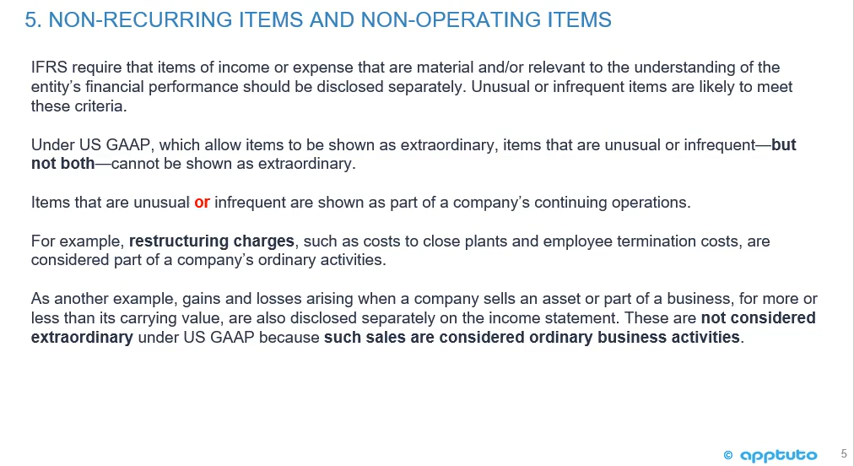 5. NON-RECURRING ITEMS AND NON-OPERATING ITEMS
IFRS require that items of income or expense that are material and/or relevant to the understanding of the
entity's financial performance should be disclosed separately. Unusual or infrequent items are likely to meet
these criteria.
Under US GAAP, which allow items to be shown as extraordinary, items that are unusual or infrequent—but
not both—cannot be shown as extraordinary.
Items that are unusual or infrequent are shown as part of a company's continuing operations.
For example, restructuring charges, such as costs to close plants and employee termination costs, are
considered part of a company's ordinary activities.
As another example, gains and losses arising when a company sells an asset or part of a business, for more or
less than its carrying value, are also disclosed separately on the income statement. These are not considered
extraordinary under US GAAP because such sales are considered ordinary business activities.
© apptuto 5